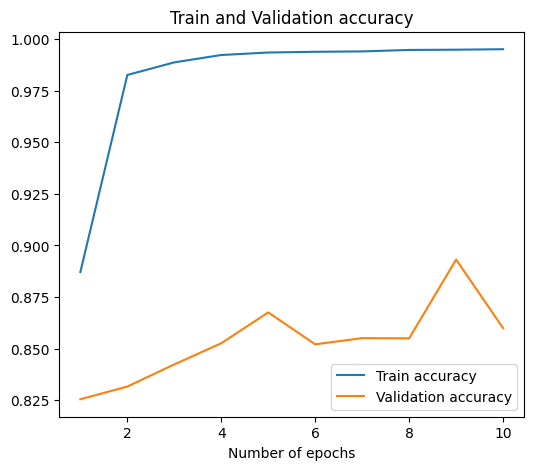 Train and Validation accuracy
1.000
0.975
0.950
0.925
0.900
0.875
0.850
0.825
Train accuracy
Validation accuracy
2 4 6 8 10
Number of epochs